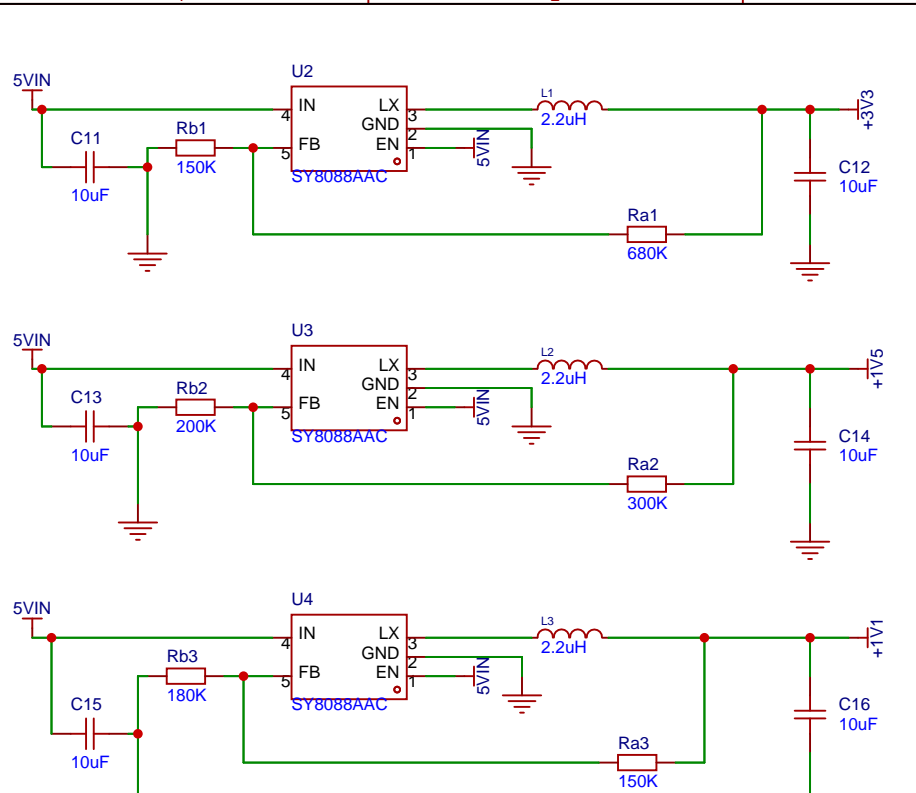 5VIN
U2
IN
LX
4
3
GND
2
FB
EN
5
1
SY8088AAC
5VIN
C11
10uF
Rb1
150K
L1
2.2uH
+3V3
C12
10uF
Ra1
680K
5VIN
U3
IN
LX
4
3
GND
2
FB
EN
5
1
SY8088AAC
5VIN
C13
10uF
Rb2
200K
L2
2.2uH
+1V5
C14
10uF
Ra2
300K
5VIN
U4
IN
LX
4
3
GND
2
FB
EN
5
1
SY8088AAC
5VIN
C15
10uF
Rb3
180K
L3
2.2uH
+1V1
C16
10uF
Ra3
150K